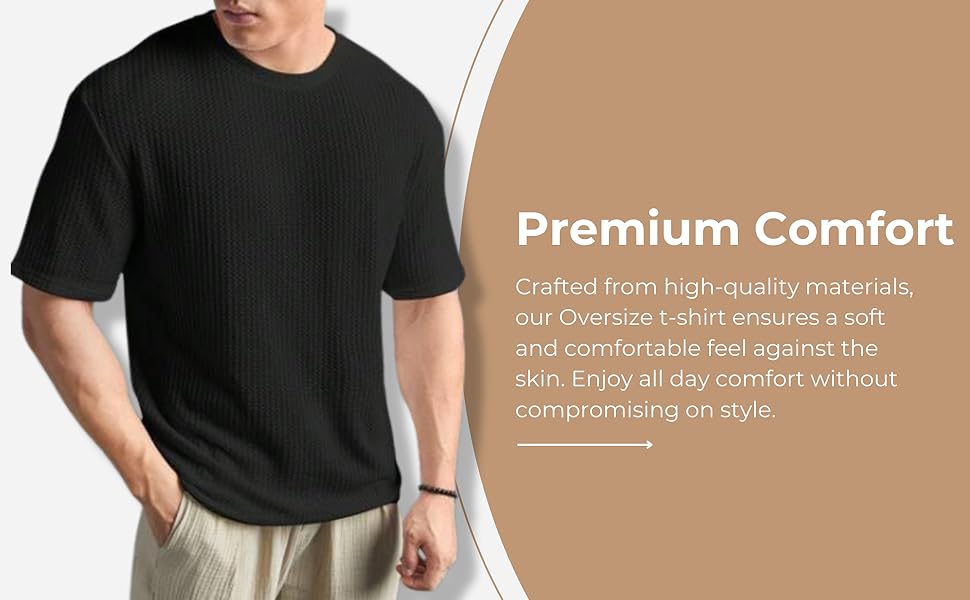 Premium Comfort
Crafted from high-quality materials,
our Oversize t-shirt ensures a soft
and comfortable feel against the
skin. Enjoy all day comfort without
compromising on style.